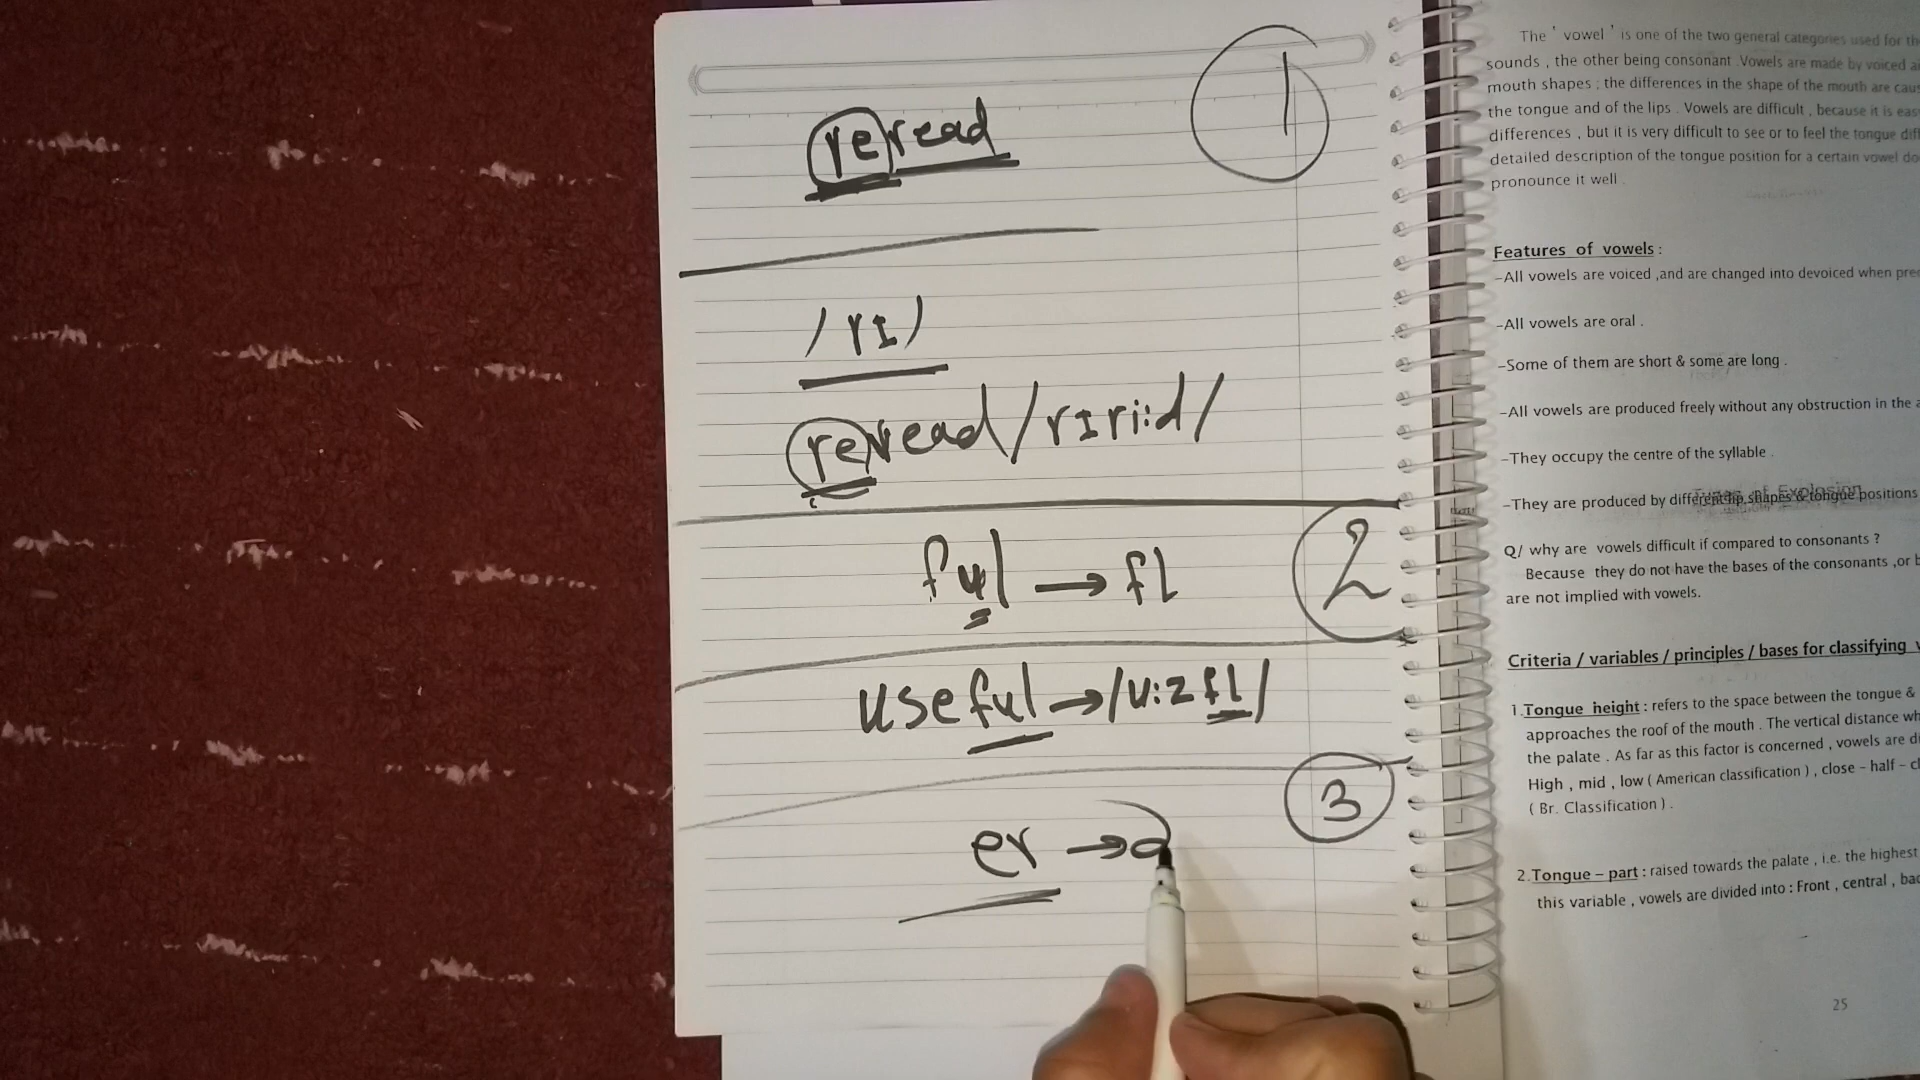 reread
1
/rɪ/
reread/rɪri:d/
ful → fl
2
useful → /u:zfl/
3
er → ə
The ' vowel ' is one of the two general categories used for
sounds , the other being consonant .Vowels are made by voiced
mouth shapes ; the differences in the shape of the mouth are
the tongue and of the lips . Vowels are difficult , because it is
differences , but it is very difficult to see or to feel the tongue
detailed description of the tongue position for a certain vowel
pronounce it well .
Features of vowels :
-All vowels are voiced ,and are changed into devoiced when
-All vowels are oral .
-Some of them are short & some are long .
-All vowels are produced freely without any obstruction in the
-They occupy the centre of the syllable .
-They are produced by different lip shapes & tongue positions
Q/ why are vowels difficult if compared to consonants ?
Because they do not have the bases of the consonants ,or
are not implied with vowels.
Criteria / variables / principles / bases for classifying
1.Tongue height : refers to the space between the tongue &
approaches the roof of the mouth . The vertical distance
the palate . As far as this factor is concerned , vowels are
High , mid , low ( American classification ) , close – half –
( Br. Classification ) .
2.Tongue – part : raised towards the palate , i.e. the highest
this variable , vowels are divided into : Front , central ,
25